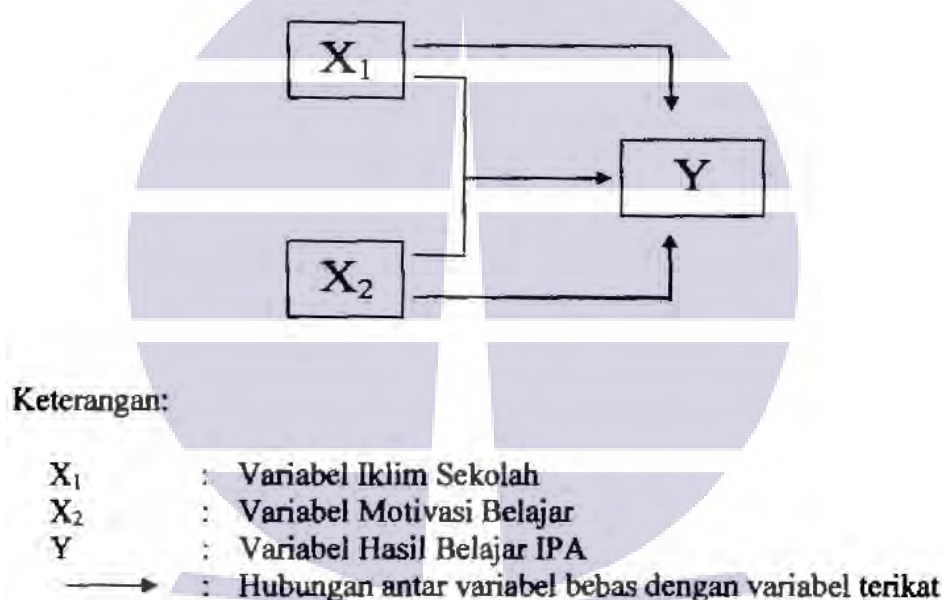 X₁
Y
X₂
Keterangan:
X₁ : Variabel Iklim Sekolah
X₂ : Variabel Motivasi Belajar
Y : Variabel Hasil Belajar IPA
: Hubungan antar variabel bebas dengan variabel terikat